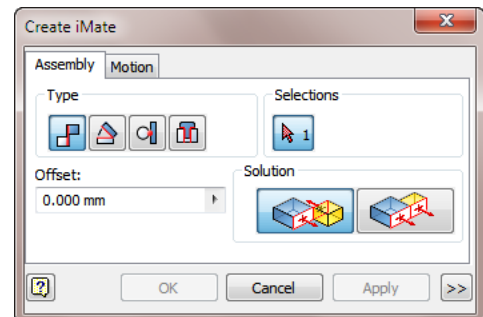 Create iMate
Assembly Motion
Type
Selections
1
Offset:
Solution
0.000 mm
OK Cancel Apply >>